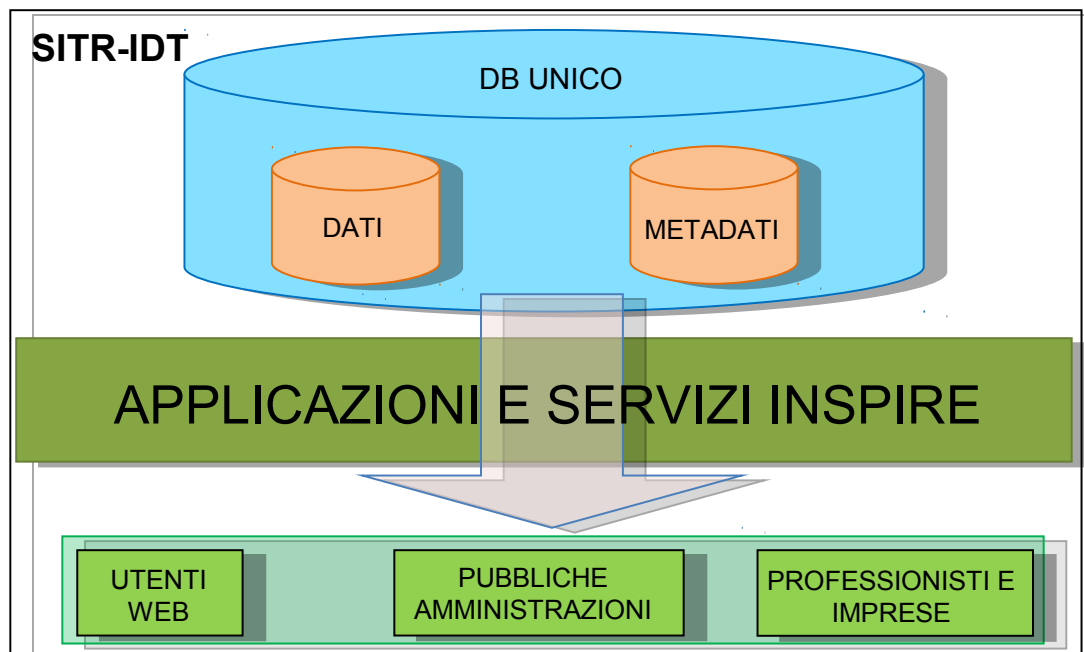 SITR-IDT
DB UNICO
DATI
METADATI
APPLICAZIONI E SERVIZI INSPIRE
UTENTI
WEB
PUBBLICHE
AMMINISTRAZIONI
PROFESSIONISTI E
IMPRESE